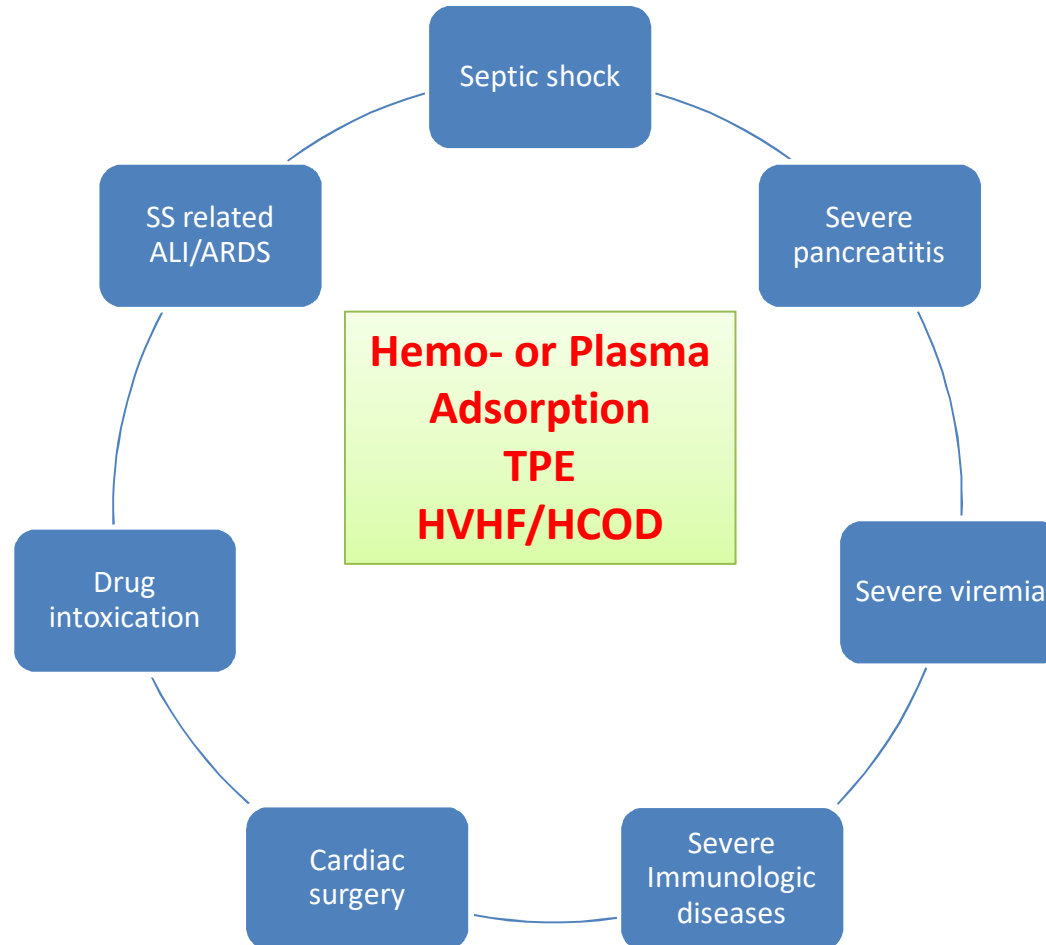 Septic shock
Severe
pancreatitis
Severe viremia
Severe
Immunologic
diseases
Cardiac
surgery
Drug
intoxication
SS related
ALI/ARDS
Hemo- or Plasma
Adsorption
TPE
HVHF/HCOD